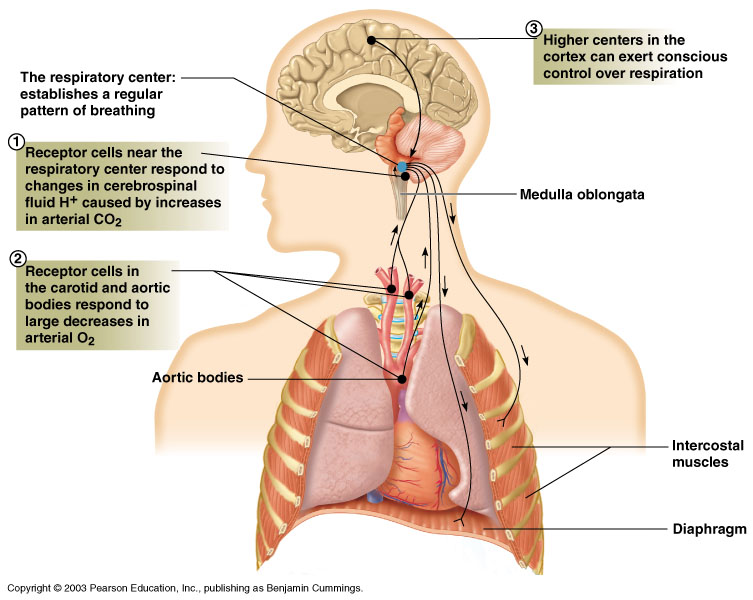 3
Higher centers in the
cortex can exert conscious
control over respiration
The respiratory center:
establishes a regular
pattern of breathing
1
Receptor cells near the
respiratory center respond to
changes in cerebrospinal
fluid H+ caused by increases
in arterial CO2
Medulla oblongata
2
Receptor cells in
the carotid and aortic
bodies respond to
large decreases in
arterial O2
Aortic bodies
Intercostal
muscles
Diaphragm
Copyright © 2003 Pearson Education, Inc., publishing as Benjamin Cummings.